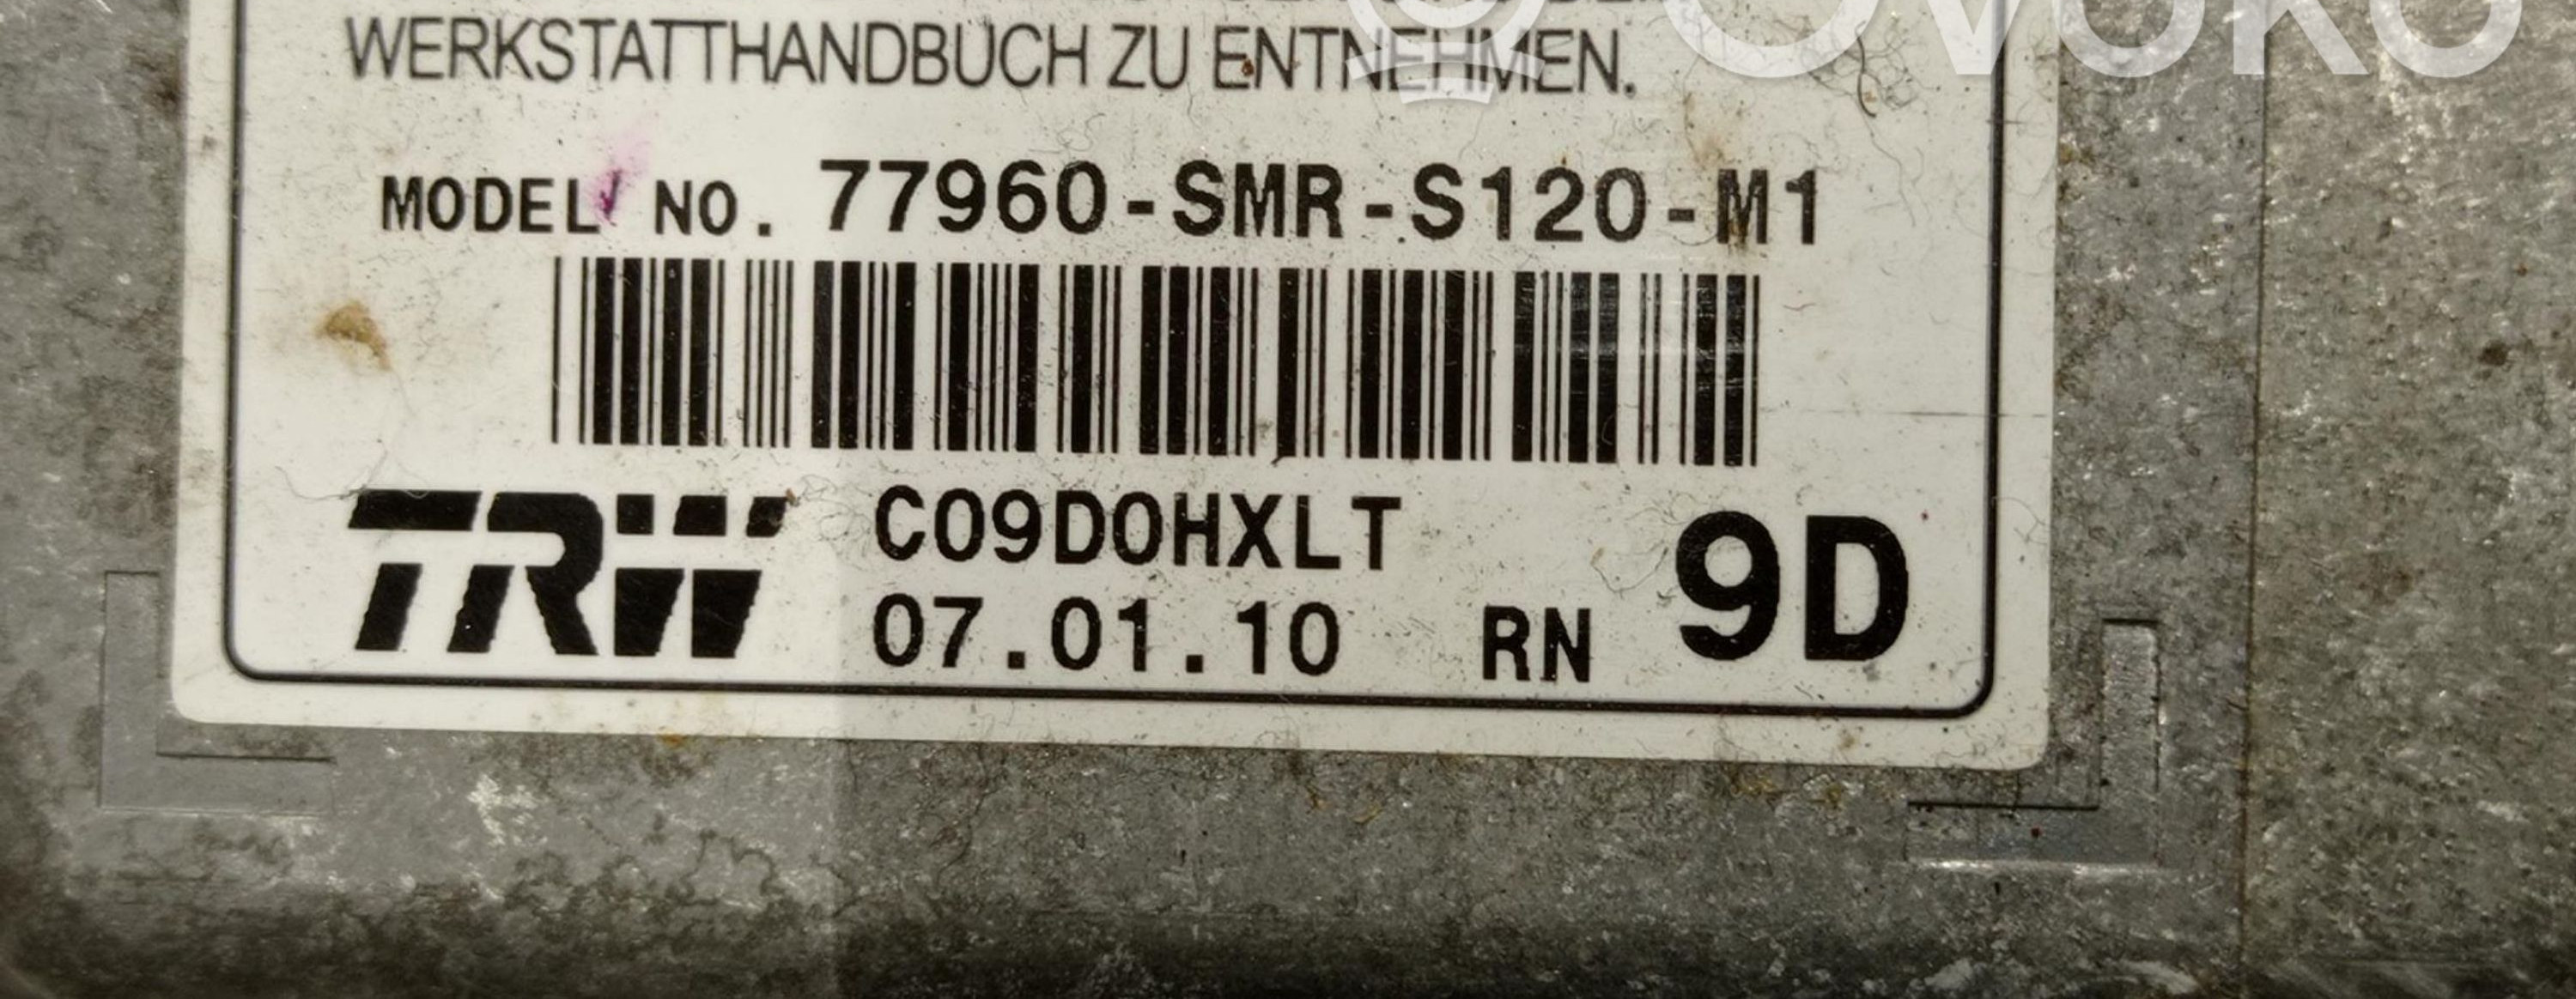 WERKSTATTHANDBUCH ZU ENTNEHMEN.
MODEL NO. 77960-SMR-S120-M1
TRW C09D0HXLT
07.01.10 RN 9D